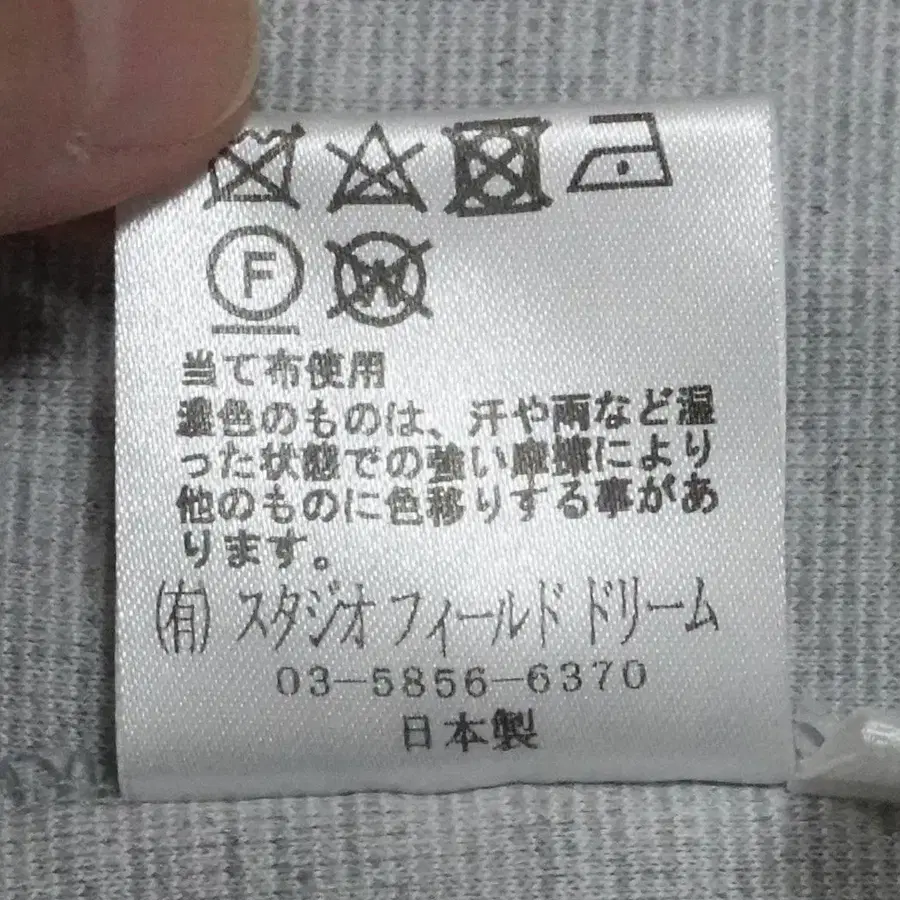 F
W
当て布使用
濃色のものは、汗や雨など湿
った状態での強い摩擦により
他のものに色移りする事があ
ります。
(有) スタジオ フィールド ドリーム
03-5856-6370
日本製